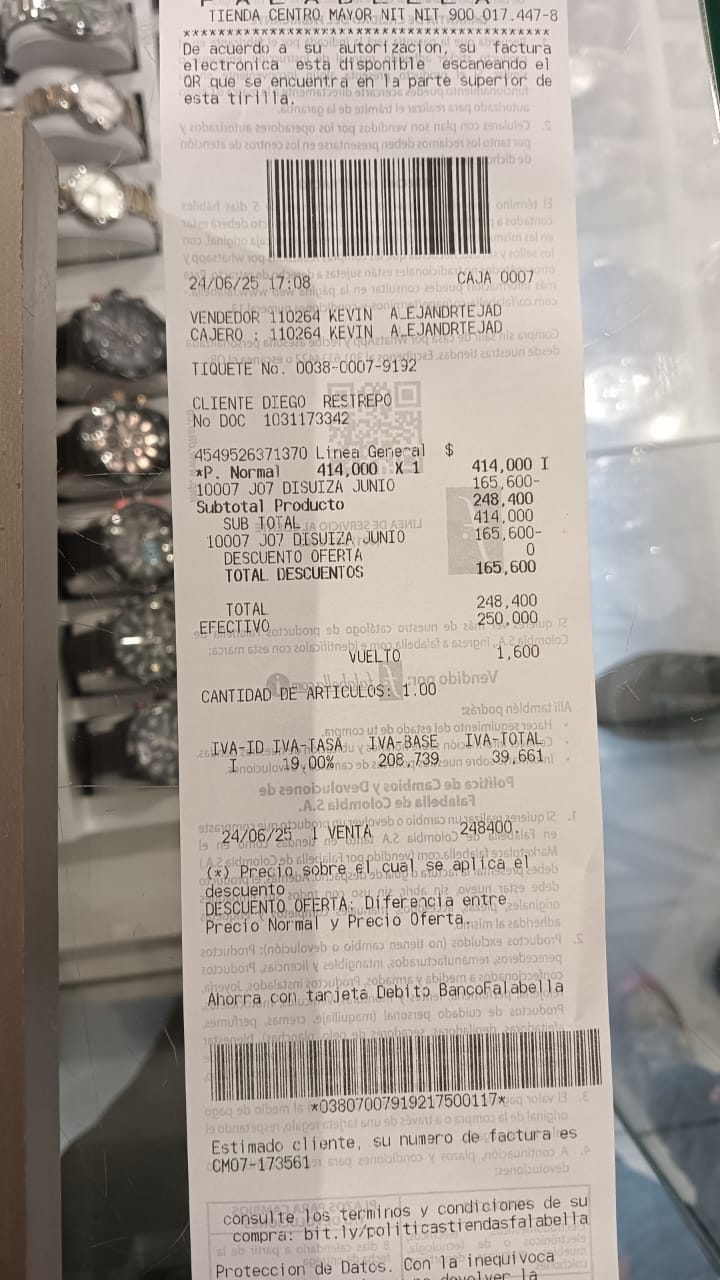 TIENDA CENTRO MAYOR NIT NIT 900.017.447-8
****************************************
De acuerdo a su autorizacion, su factura
electronica esta disponible escaneando el
QR que se encuentra en la parte superior de
esta tirilla.
24/06/25 17:08 CAJA 0007
VENDEDOR 110264 KEVIN ALEJANDRTEJAD
CAJERO : 110264 KEVIN ALEJANDRTEJAD
TIQUETE No. 0038-0007-9192
CLIENTE DIEGO RESTREPO
No DOC 1031173342
4549526371370 Linea General $
*P. Normal 414,000 X 1 414,000 I
10007 J07 DISUIZA JUNIO 165,600-
Subtotal Producto 248,400
SUB TOTAL 414,000
10007 J07 DISUIZA JUNIO 165,600-
DESCUENTO OFERTA 0
TOTAL DESCUENTOS 165,600
TOTAL 248,400
EFECTIVO 250,000
VUELTO 1,600
CANTIDAD DE ARTICULOS: 1.00
IVA-ID IVA-TASA IVA-BASE IVA-TOTAL
I 19.00% 208,739 39,661
24/06/25 1 VENTA 248400.
(*) Precio sobre el cual se aplica el
descuento
DESCUENTO OFERTA: Diferencia entre
Precio Normal y Precio Oferta.
Ahorra con tarjeta Debito BancoFalabella
*03807007919217500117*
Estimado cliente, su numero de factura es
CM07-173561
consulte los terminos y condiciones de su
compra: bit.ly/politicastiendasfalabella
Proteccion de Datos. Con la inequivoca
devolver la